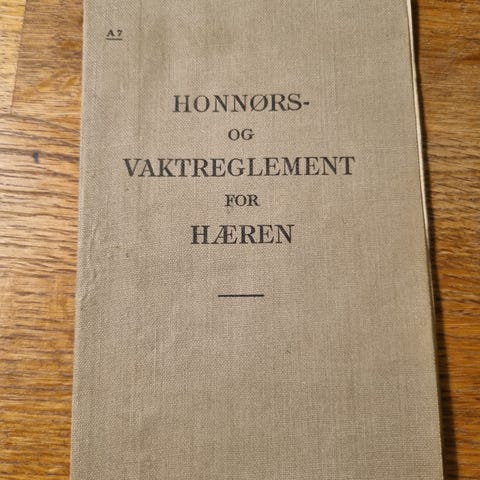 A 7
HONNØRS-
OG
VAKTREGLEMENT
FOR
HÆREN